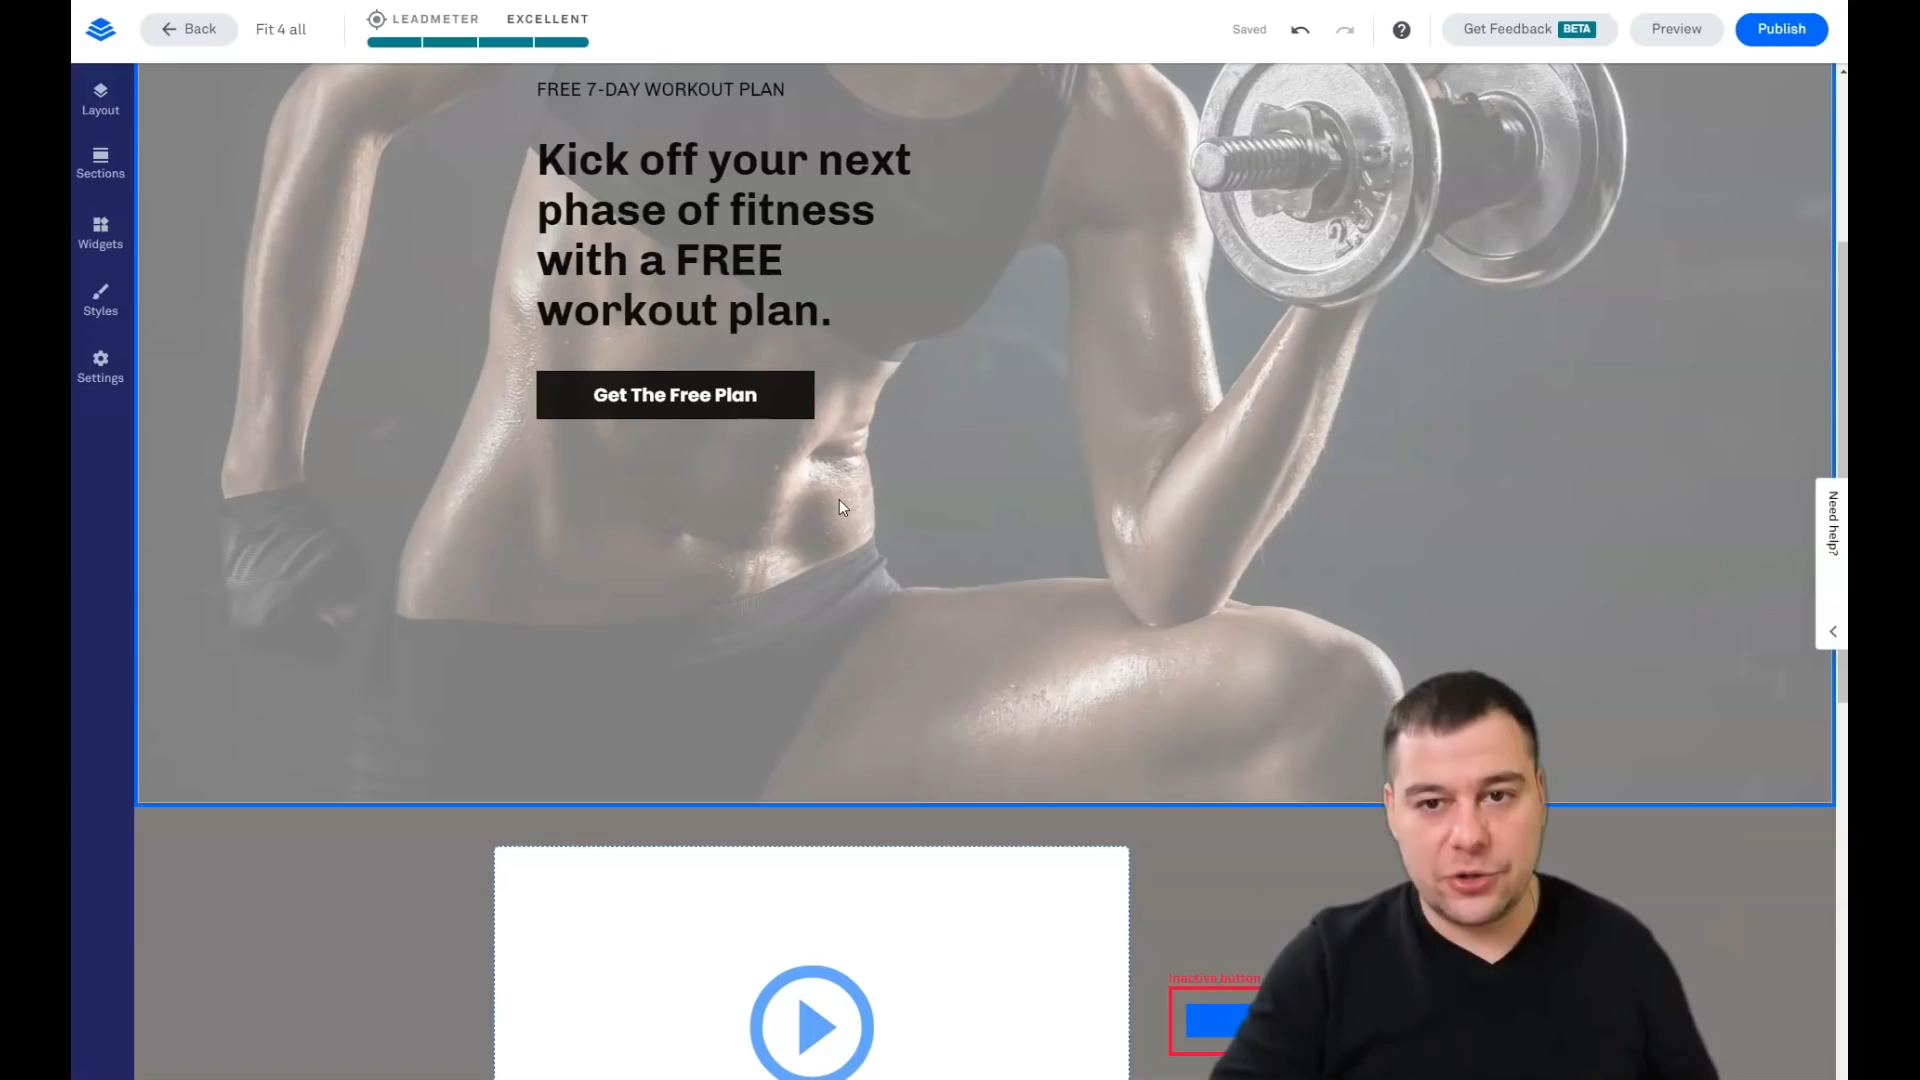 Back
Fit 4 all
LEADMETER
EXCELLENT
Saved
Get Feedback BETA
Preview
Publish
Layout
Sections
Widgets
Styles
Settings
FREE 7-DAY WORKOUT PLAN
Kick off your next
phase of fitness
with a FREE
workout plan.
Get The Free Plan
Need help?
Inactive button